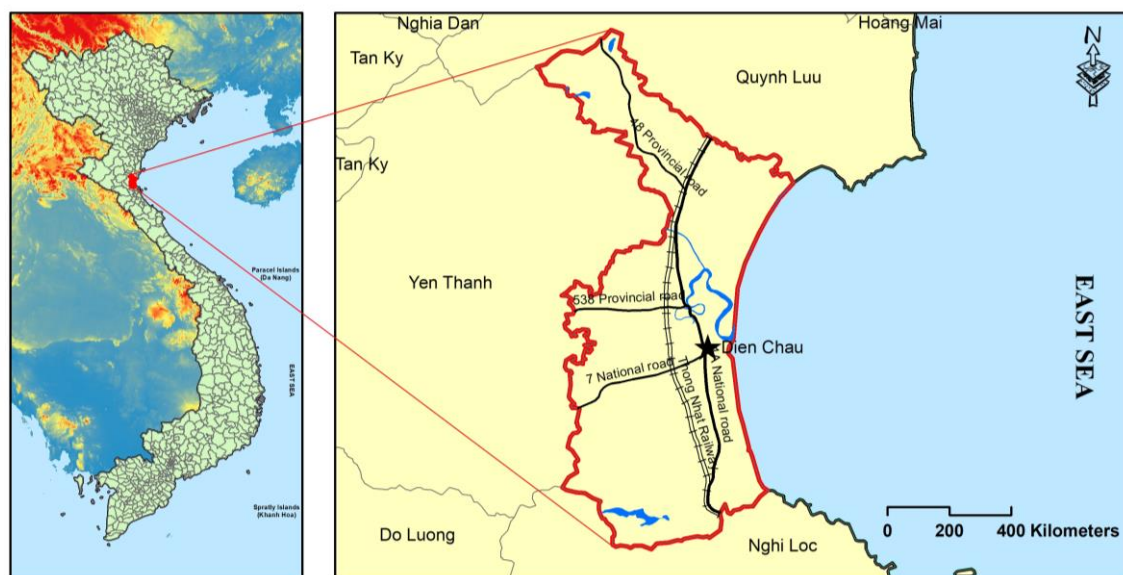 Paracel Islands
(Da Nang)
EAST SEA
Spratly Islands
(Khanh Hoa)
Nghia Dan
Hoang Mai
Tan Ky
Quynh Luu
N
48 Provincial road
Tan Ky
Yen Thanh
538 Provincial road
EAST SEA
Dien Chau
7 National road
1A National road
Thong Nhat Railway
0 200 400 Kilometers
Do Luong
Nghi Loc